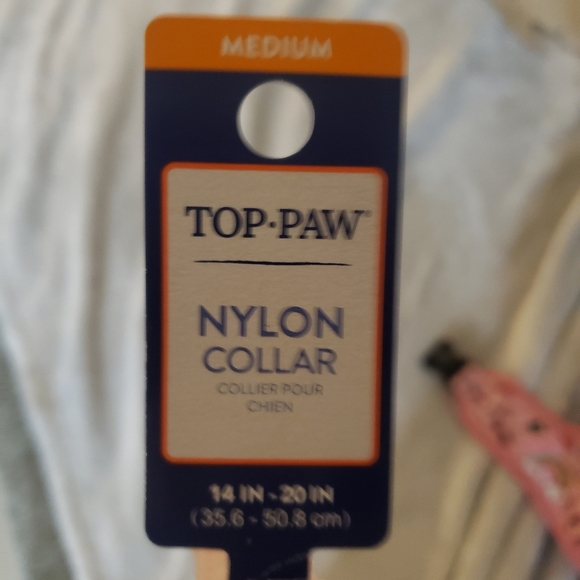 MEDIUM
TOP·PAW®
NYLON
COLLAR
COLLIER POUR
CHIEN
14 IN - 20 IN
(35.6 - 50.8 cm)